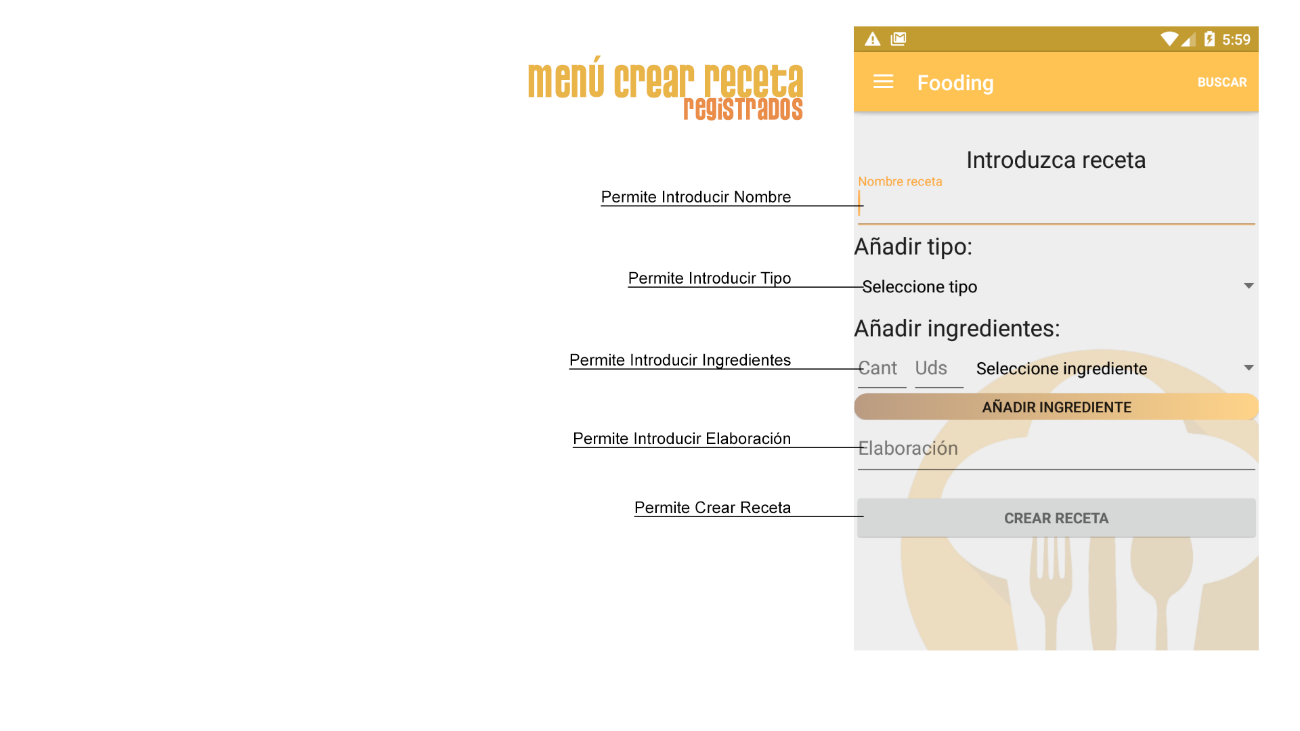 menú crear receta
registrados
Permite Introducir Nombre
Permite Introducir Tipo
Permite Introducir Ingredientes
Permite Introducir Elaboración
Permite Crear Receta
5:59
Fooding
BUSCAR
Introduzca receta
Nombre receta
Añadir tipo:
Seleccione tipo
Añadir ingredientes:
Cant Uds Seleccione ingrediente
AÑADIR INGREDIENTE
Elaboración
CREAR RECETA